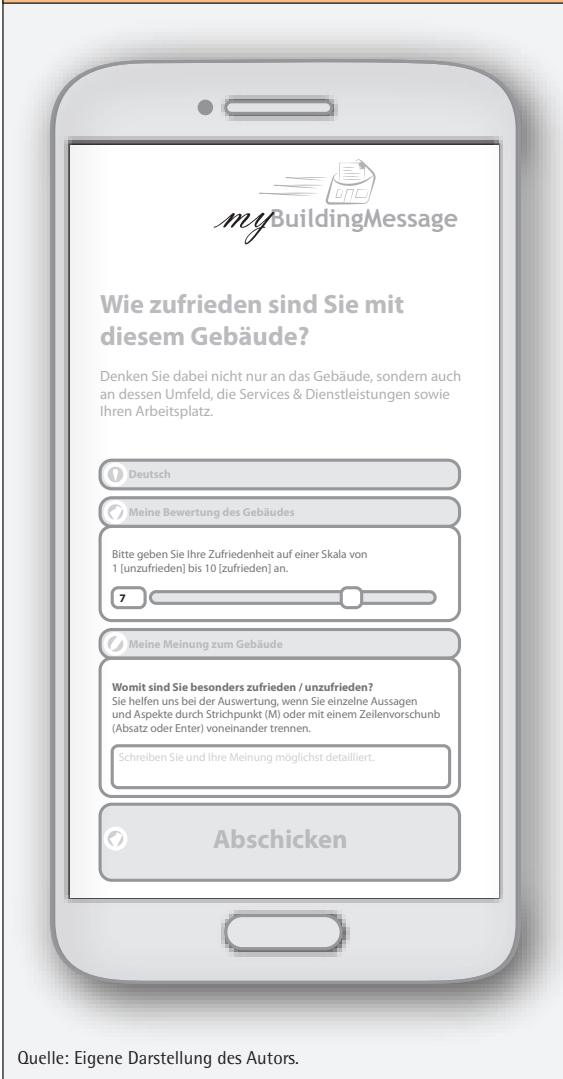 myBuildingMessage
Wie zufrieden sind Sie mit
diesem Gebäude?
Denken Sie dabei nicht nur an das Gebäude, sondern auch
an dessen Umfeld, die Services & Dienstleistungen sowie
Ihren Arbeitsplatz.
Deutsch
Meine Bewertung des Gebäudes
Bitte geben Sie Ihre Zufriedenheit auf einer Skala von
1 [unzufrieden] bis 10 [zufrieden] an.
7
Meine Meinung zum Gebäude
Womit sind Sie besonders zufrieden / unzufrieden?
Sie helfen uns bei der Auswertung, wenn Sie einzelne Aussagen
und Aspekte durch Strichpunkt (M) oder mit einem Zeilenvorschunb
(Absatz oder Enter) voneinander trennen.
Schreiben Sie und Ihre Meinung möglichst detailliert.
Abschicken
Quelle: Eigene Darstellung des Autors.